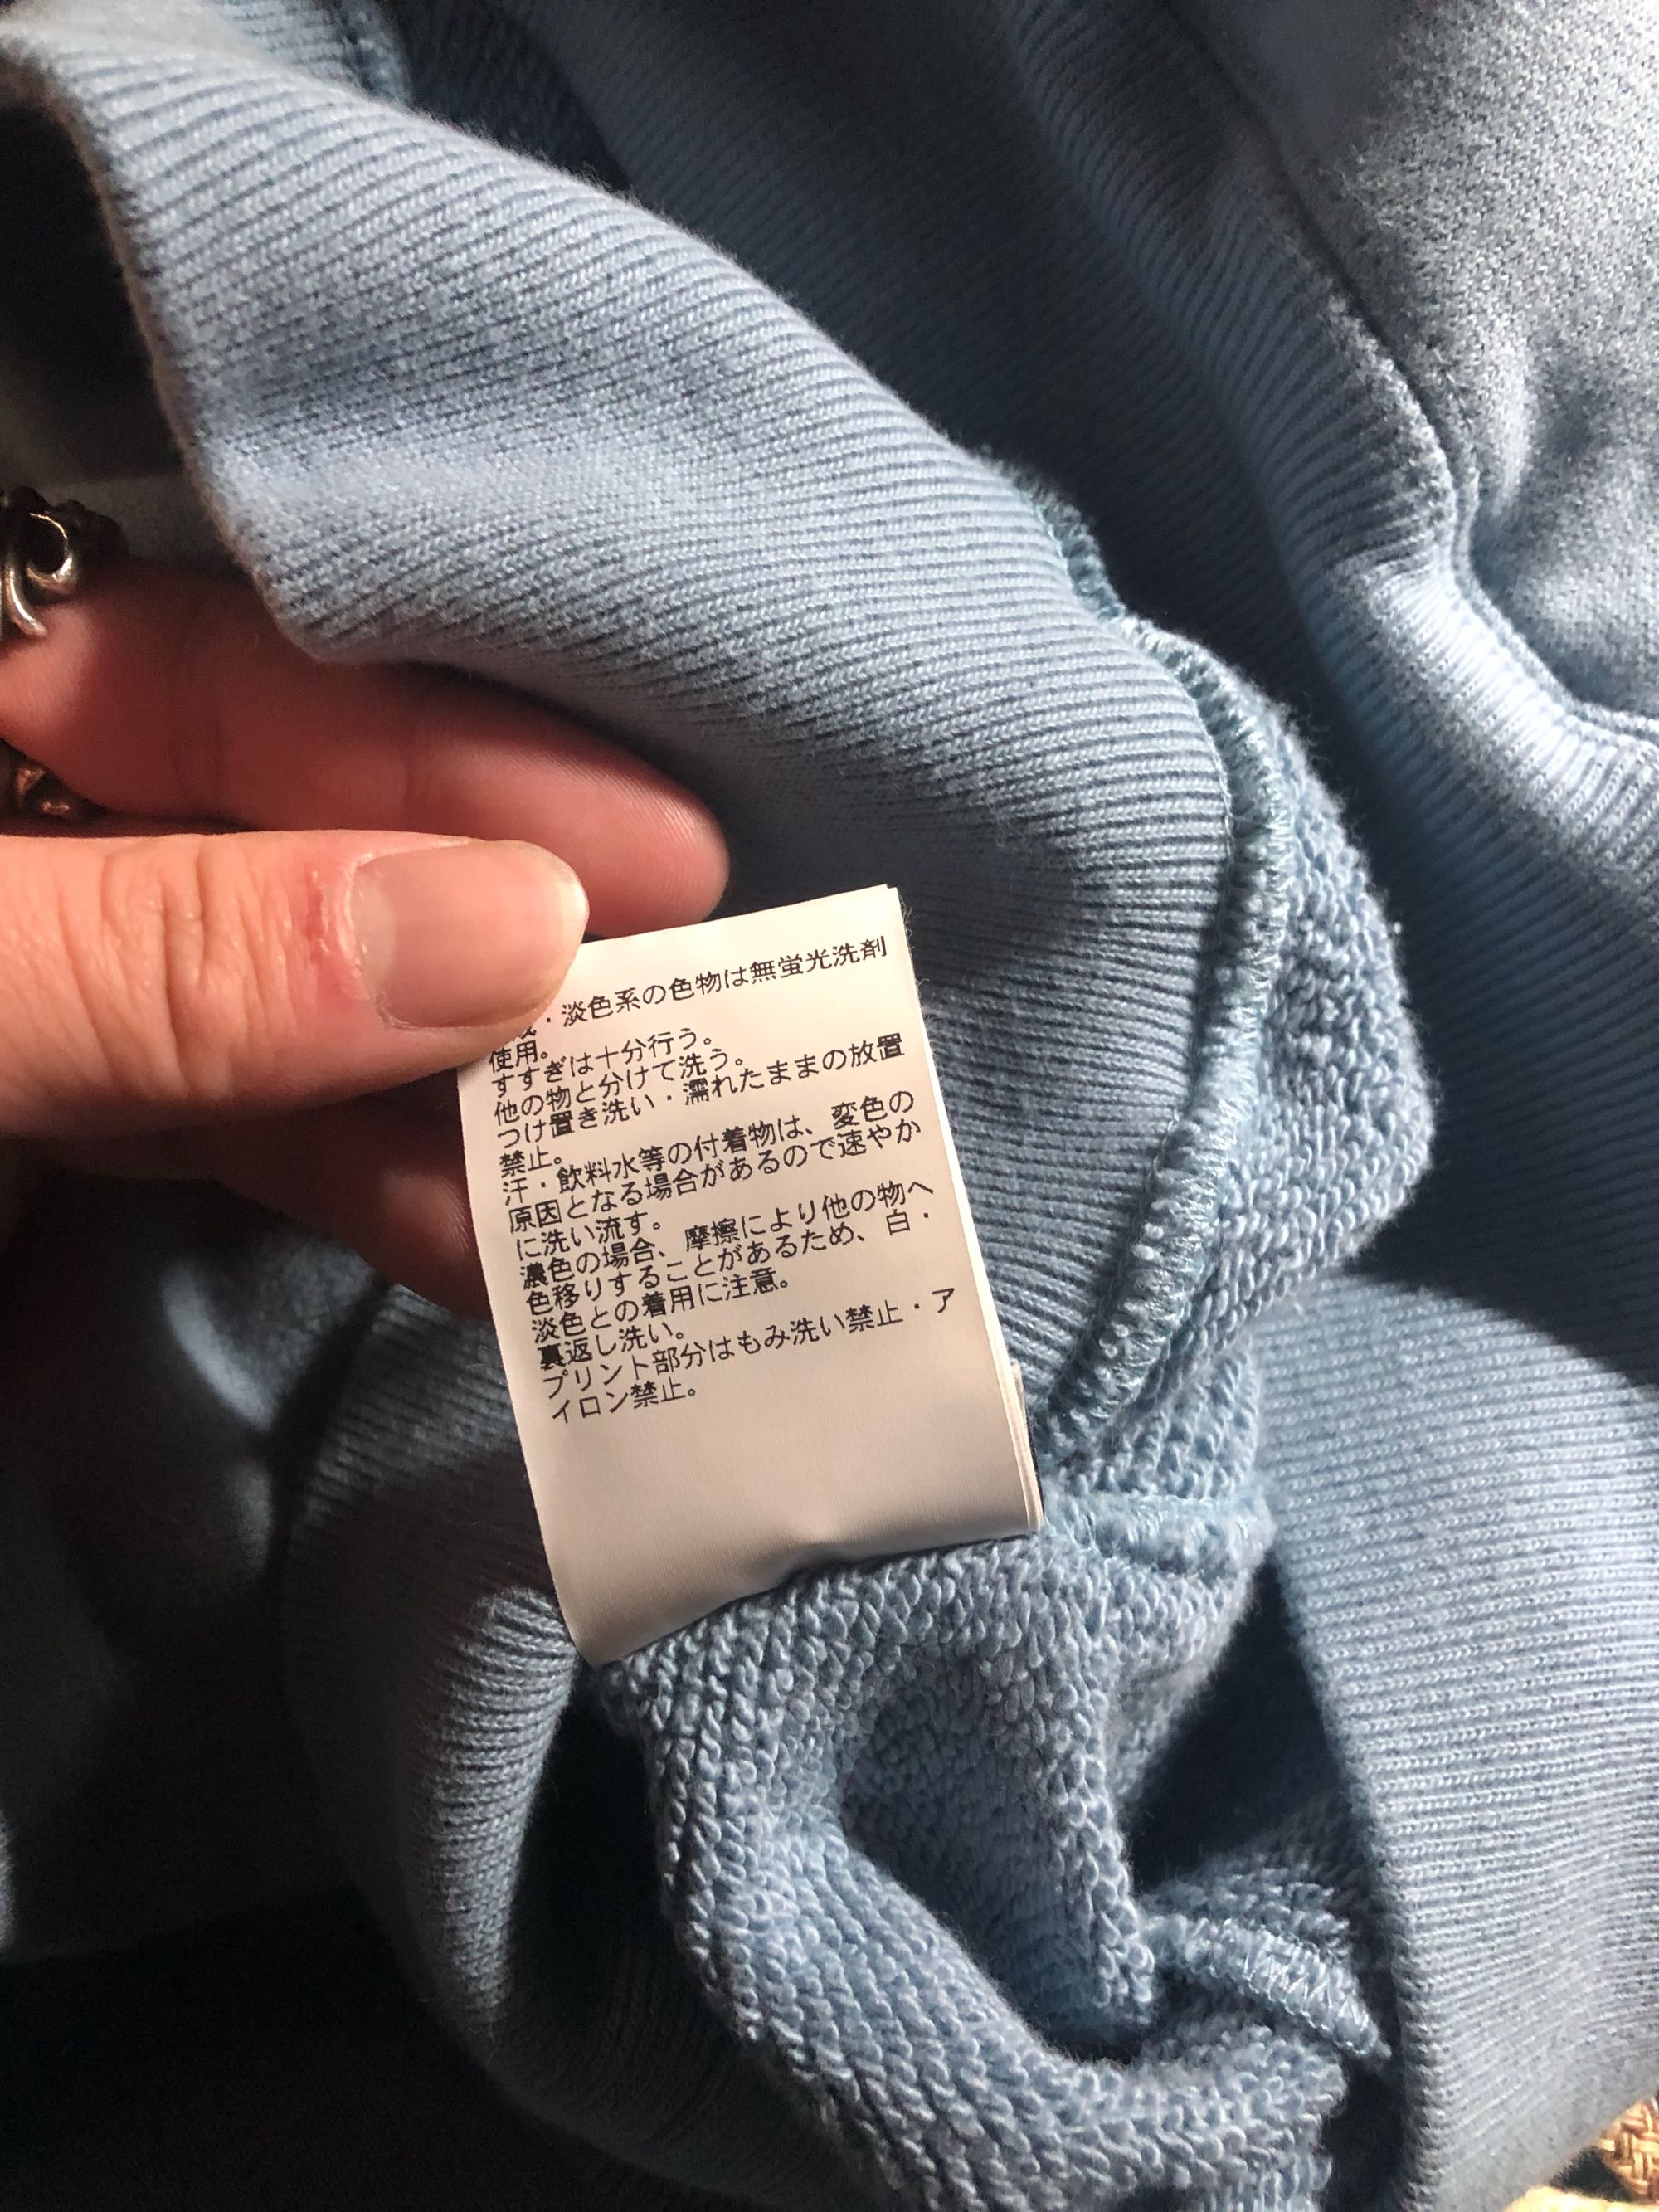 ・淡色系の色物は無蛍光洗剤
使用。
すすぎは十分行う。
他の物と分けて洗う。
つけ置き洗い・濡れたままの放置
禁止。
汗・飲料水等の付着物は、変色の
原因となる場合があるので速やか
に洗い流す。
濃色の場合、摩擦により他の物へ
色移りすることがあるため、白・
淡色との着用に注意。
裏返し洗い。
プリント部分はもみ洗い禁止・ア
イロン禁止。